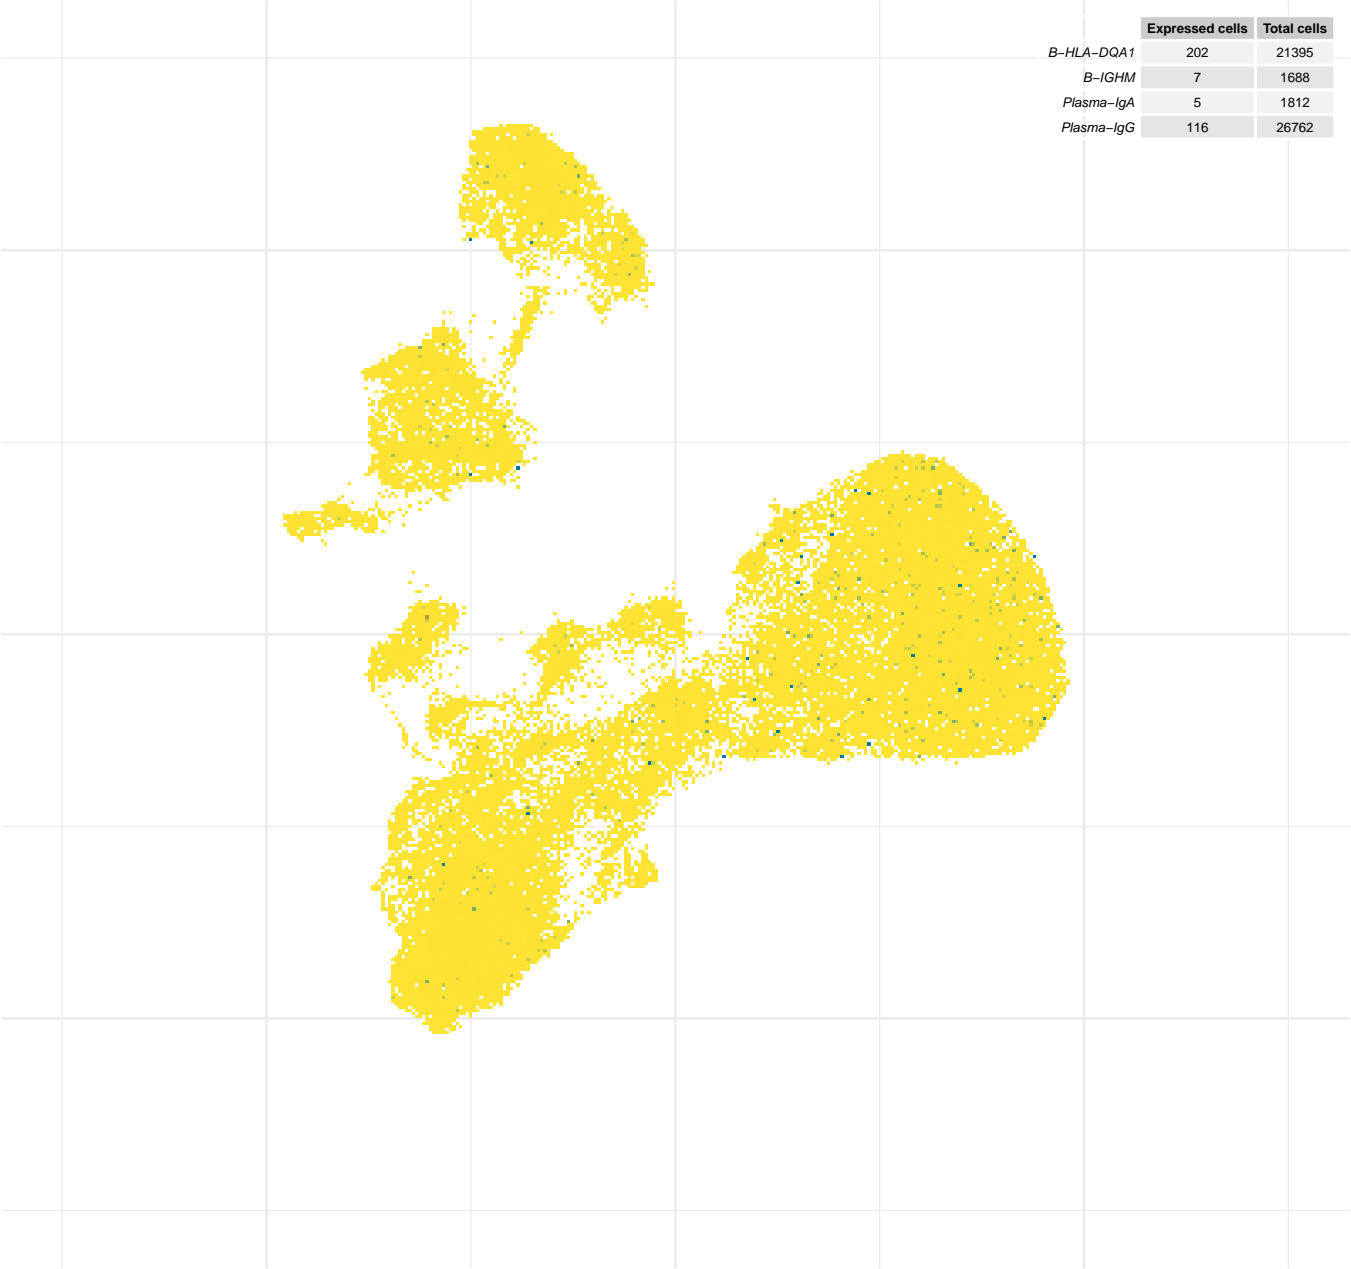 Expressed cells Total cells
B−HLA−DQA1 202 21395
B−IGHM 7 1688
Plasma−IgA 5 1812
Plasma−IgG 116 26762